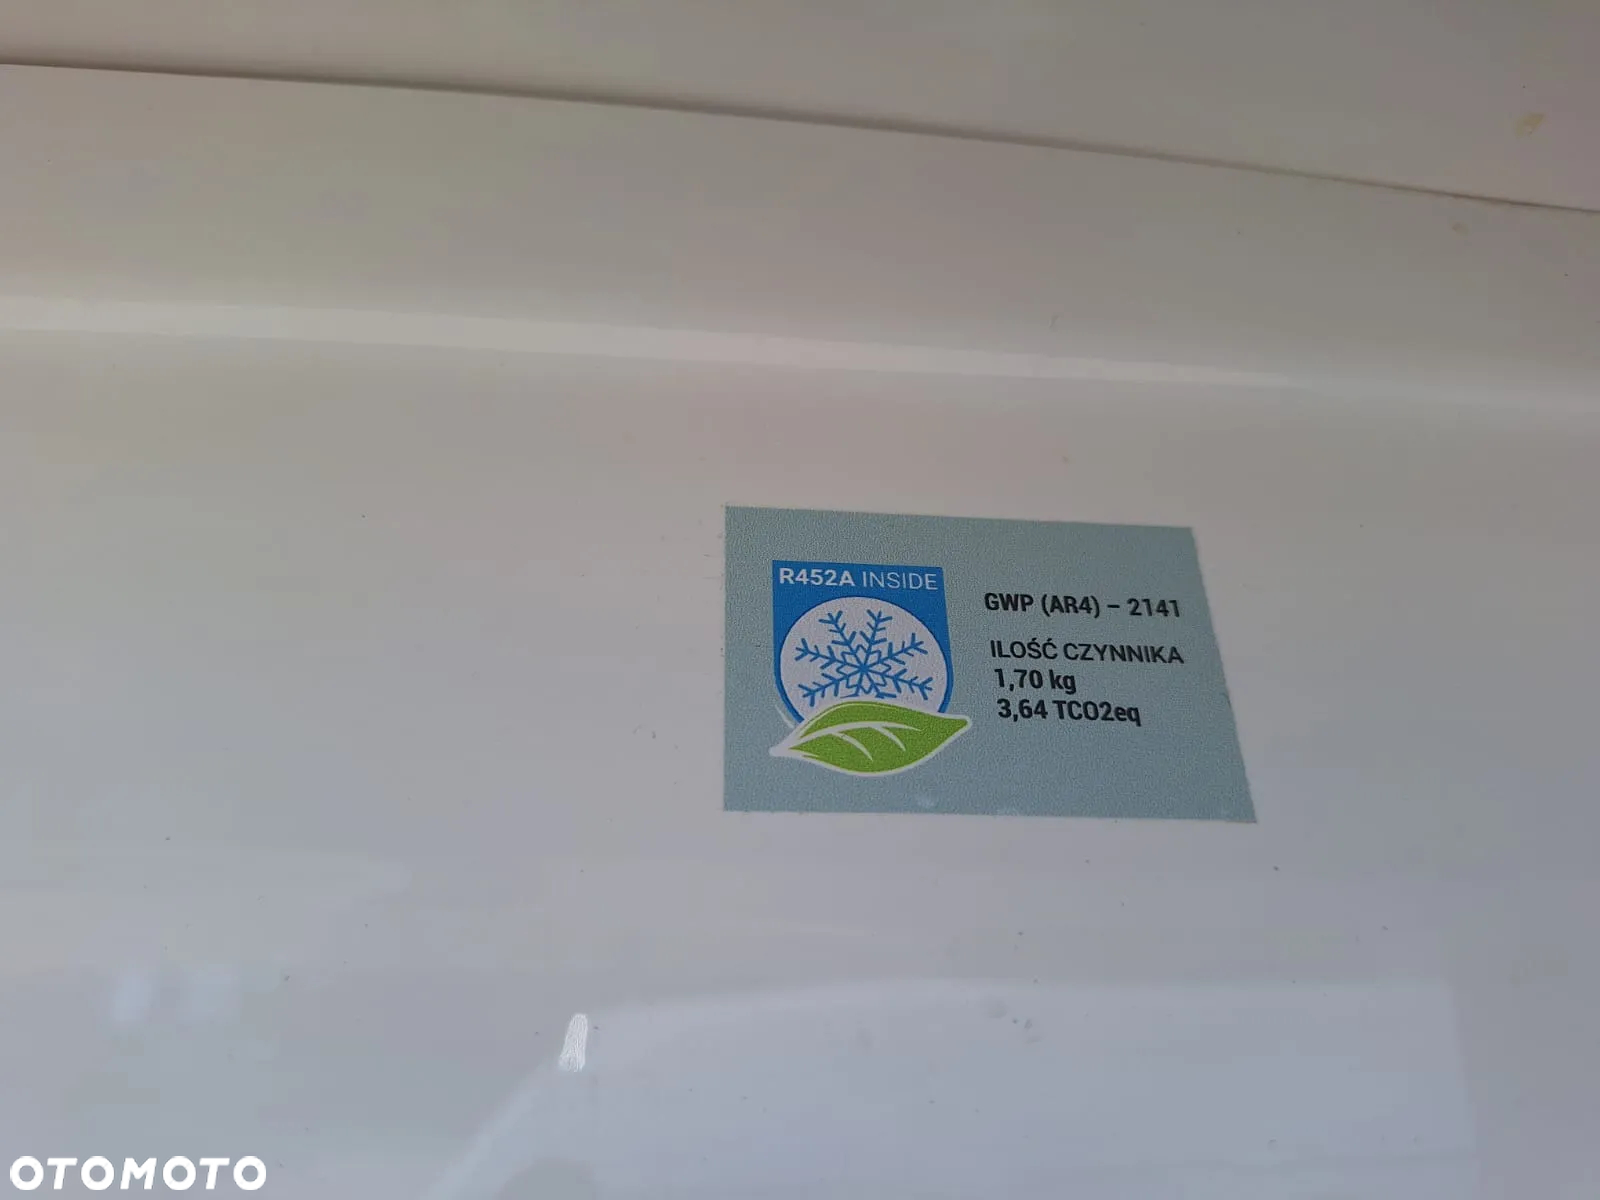 R452A INSIDE
GWP (AR4) – 2141
ILOŚĆ CZYNNIKA
1,70 kg
3,64 TCO2eq
OTOMOTO